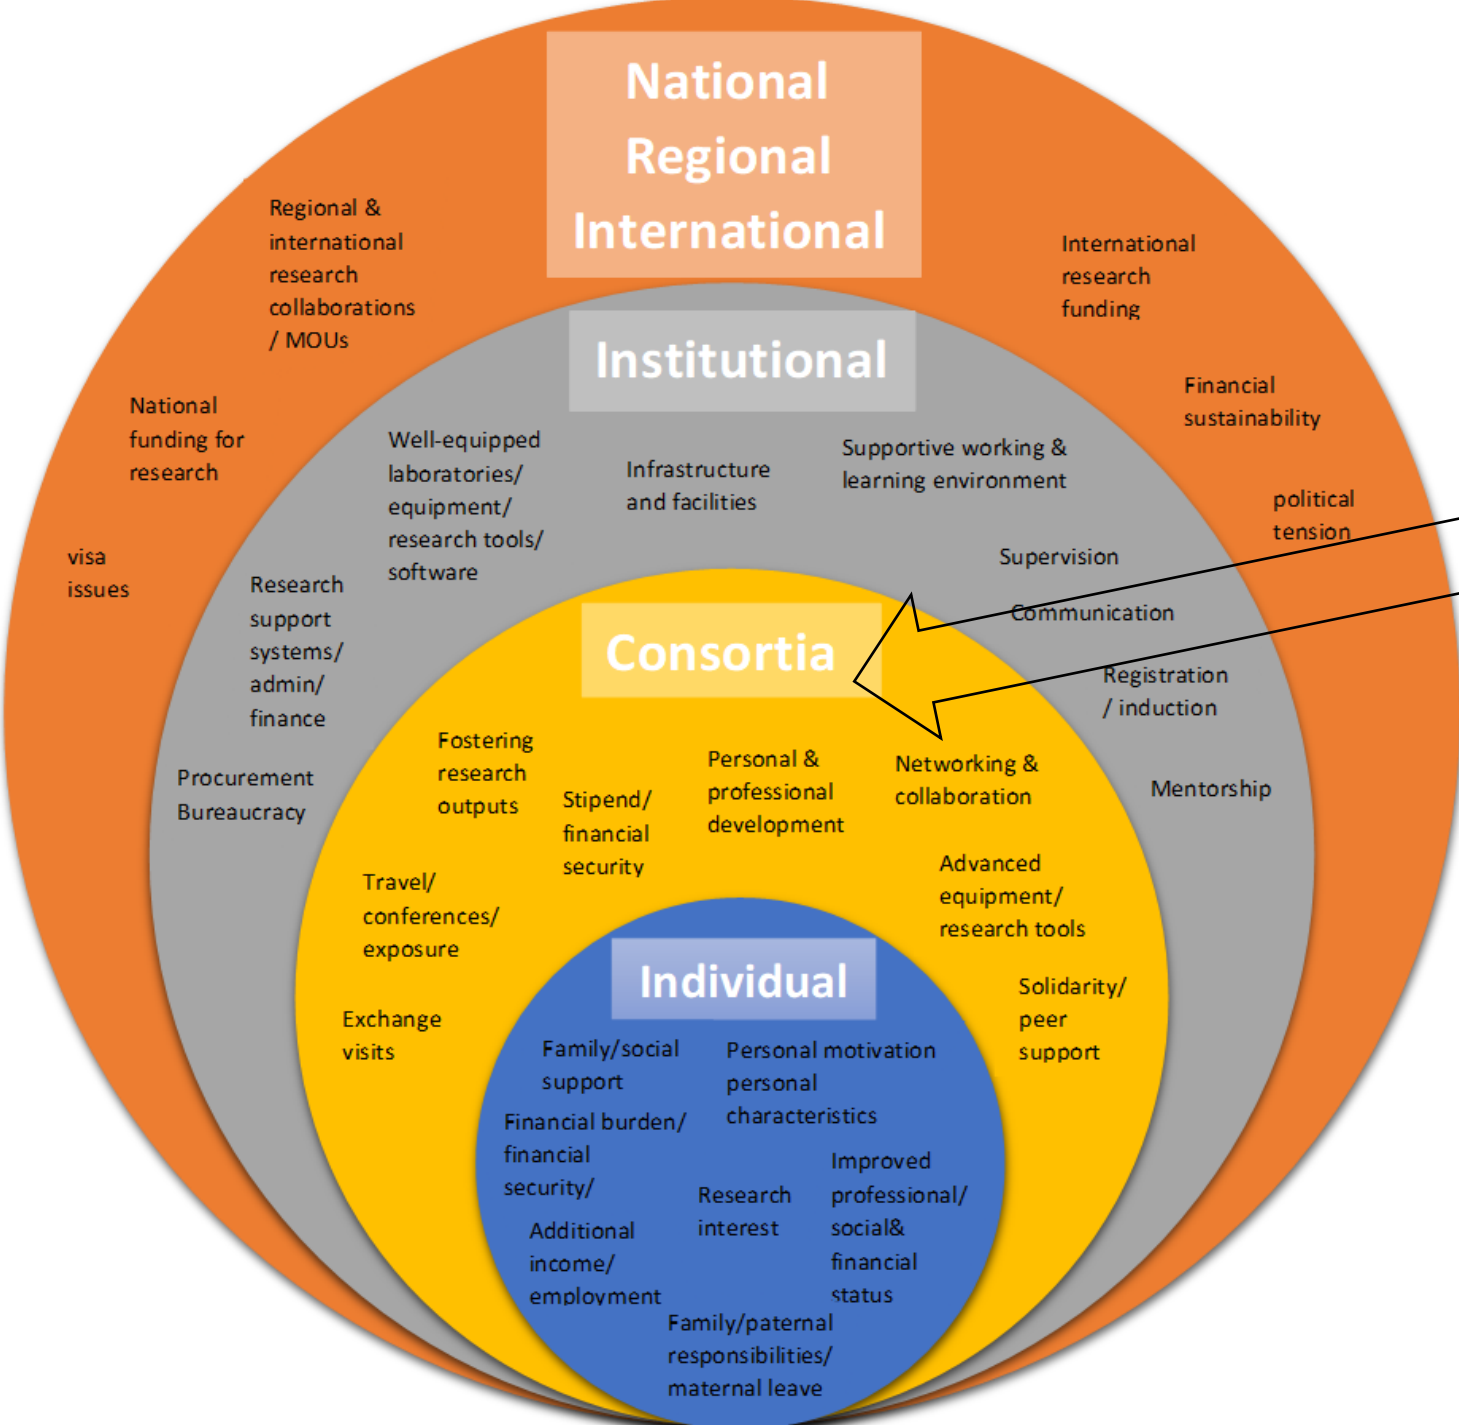 National
Regional
International
Regional &
international
research
collaborations
/ MOUs
International
research
funding
National
funding for
research
Financial
sustainability
visa
issues
political
tension
Institutional
Well-equipped
laboratories/
equipment/
research tools/
software
Infrastructure
and facilities
Supportive working &
learning environment
Research
support
systems/
admin/
finance
Supervision
Communication
Registration
/ induction
Procurement
Bureaucracy
Mentorship
Consortia
Fostering
research
outputs
Stipend/
financial
security
Personal &
professional
development
Networking &
collaboration
Travel/
conferences/
exposure
Advanced
equipment/
research tools
Exchange
visits
Solidarity/
peer
support
Individual
Family/social
support
Personal motivation
personal
characteristics
Financial burden/
financial
security/
Research
interest
Improved
professional/
social&
financial
status
Additional
income/
employment
Family/paternal
responsibilities/
maternal leave